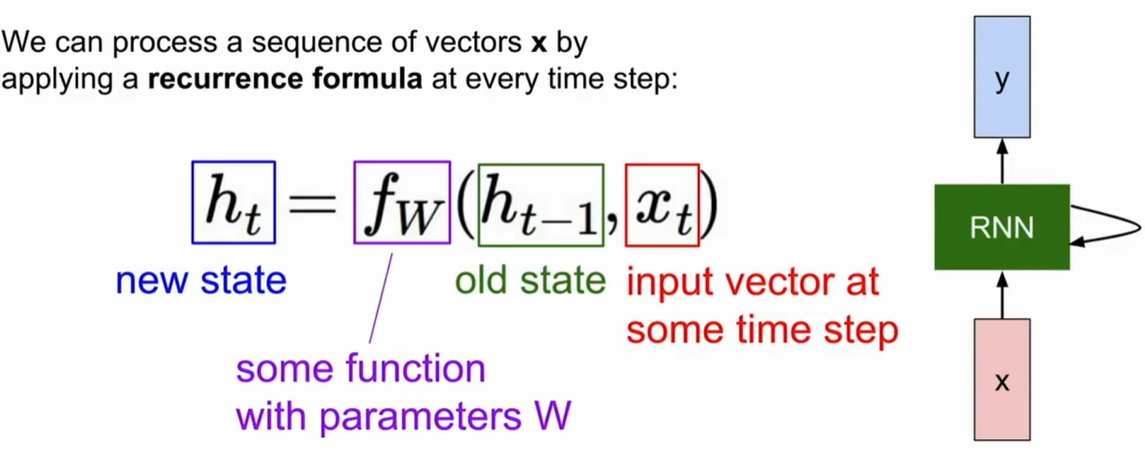 We can process a sequence of vectors x by
applying a recurrence formula at every time step:
h_t = f_W(h_{t-1}, x_t)
new state
old state
input vector at
some time step
some function
with parameters W
y
RNN
x